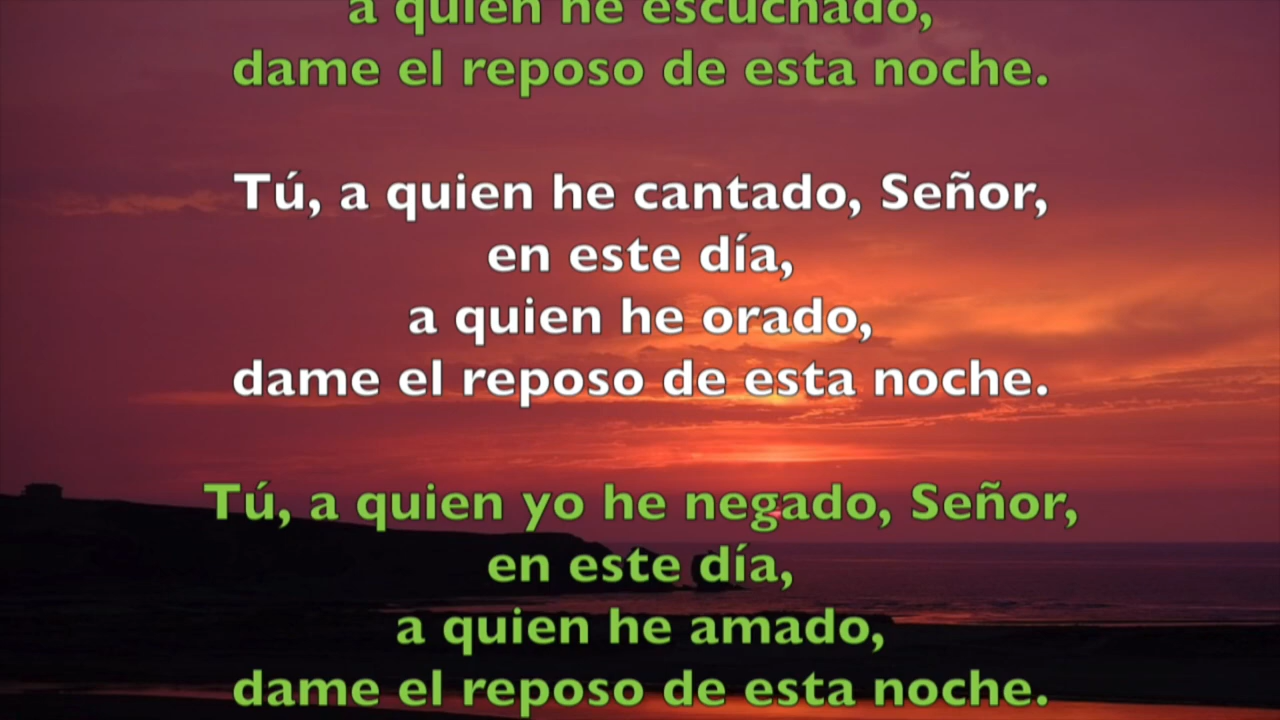 a quien he escuchado,
dame el reposo de esta noche.
Tú, a quien he cantado, Señor,
en este día,
a quien he orado,
dame el reposo de esta noche.
Tú, a quien yo he negado, Señor,
en este día,
a quien he amado,
dame el reposo de esta noche.